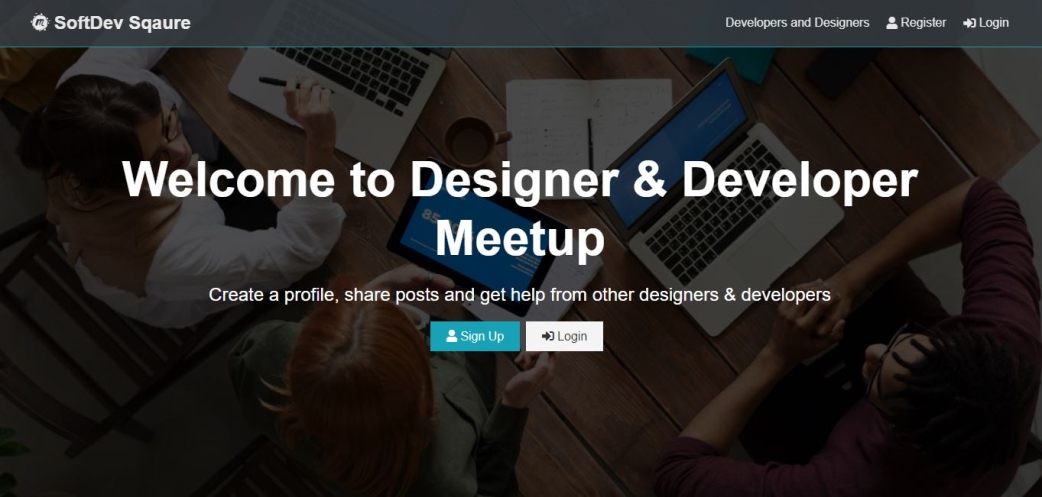 SoftDev Sqaure
Developers and Designers
Register
Login
Welcome to Designer & Developer
Meetup
Create a profile, share posts and get help from other designers & developers
Sign Up
Login